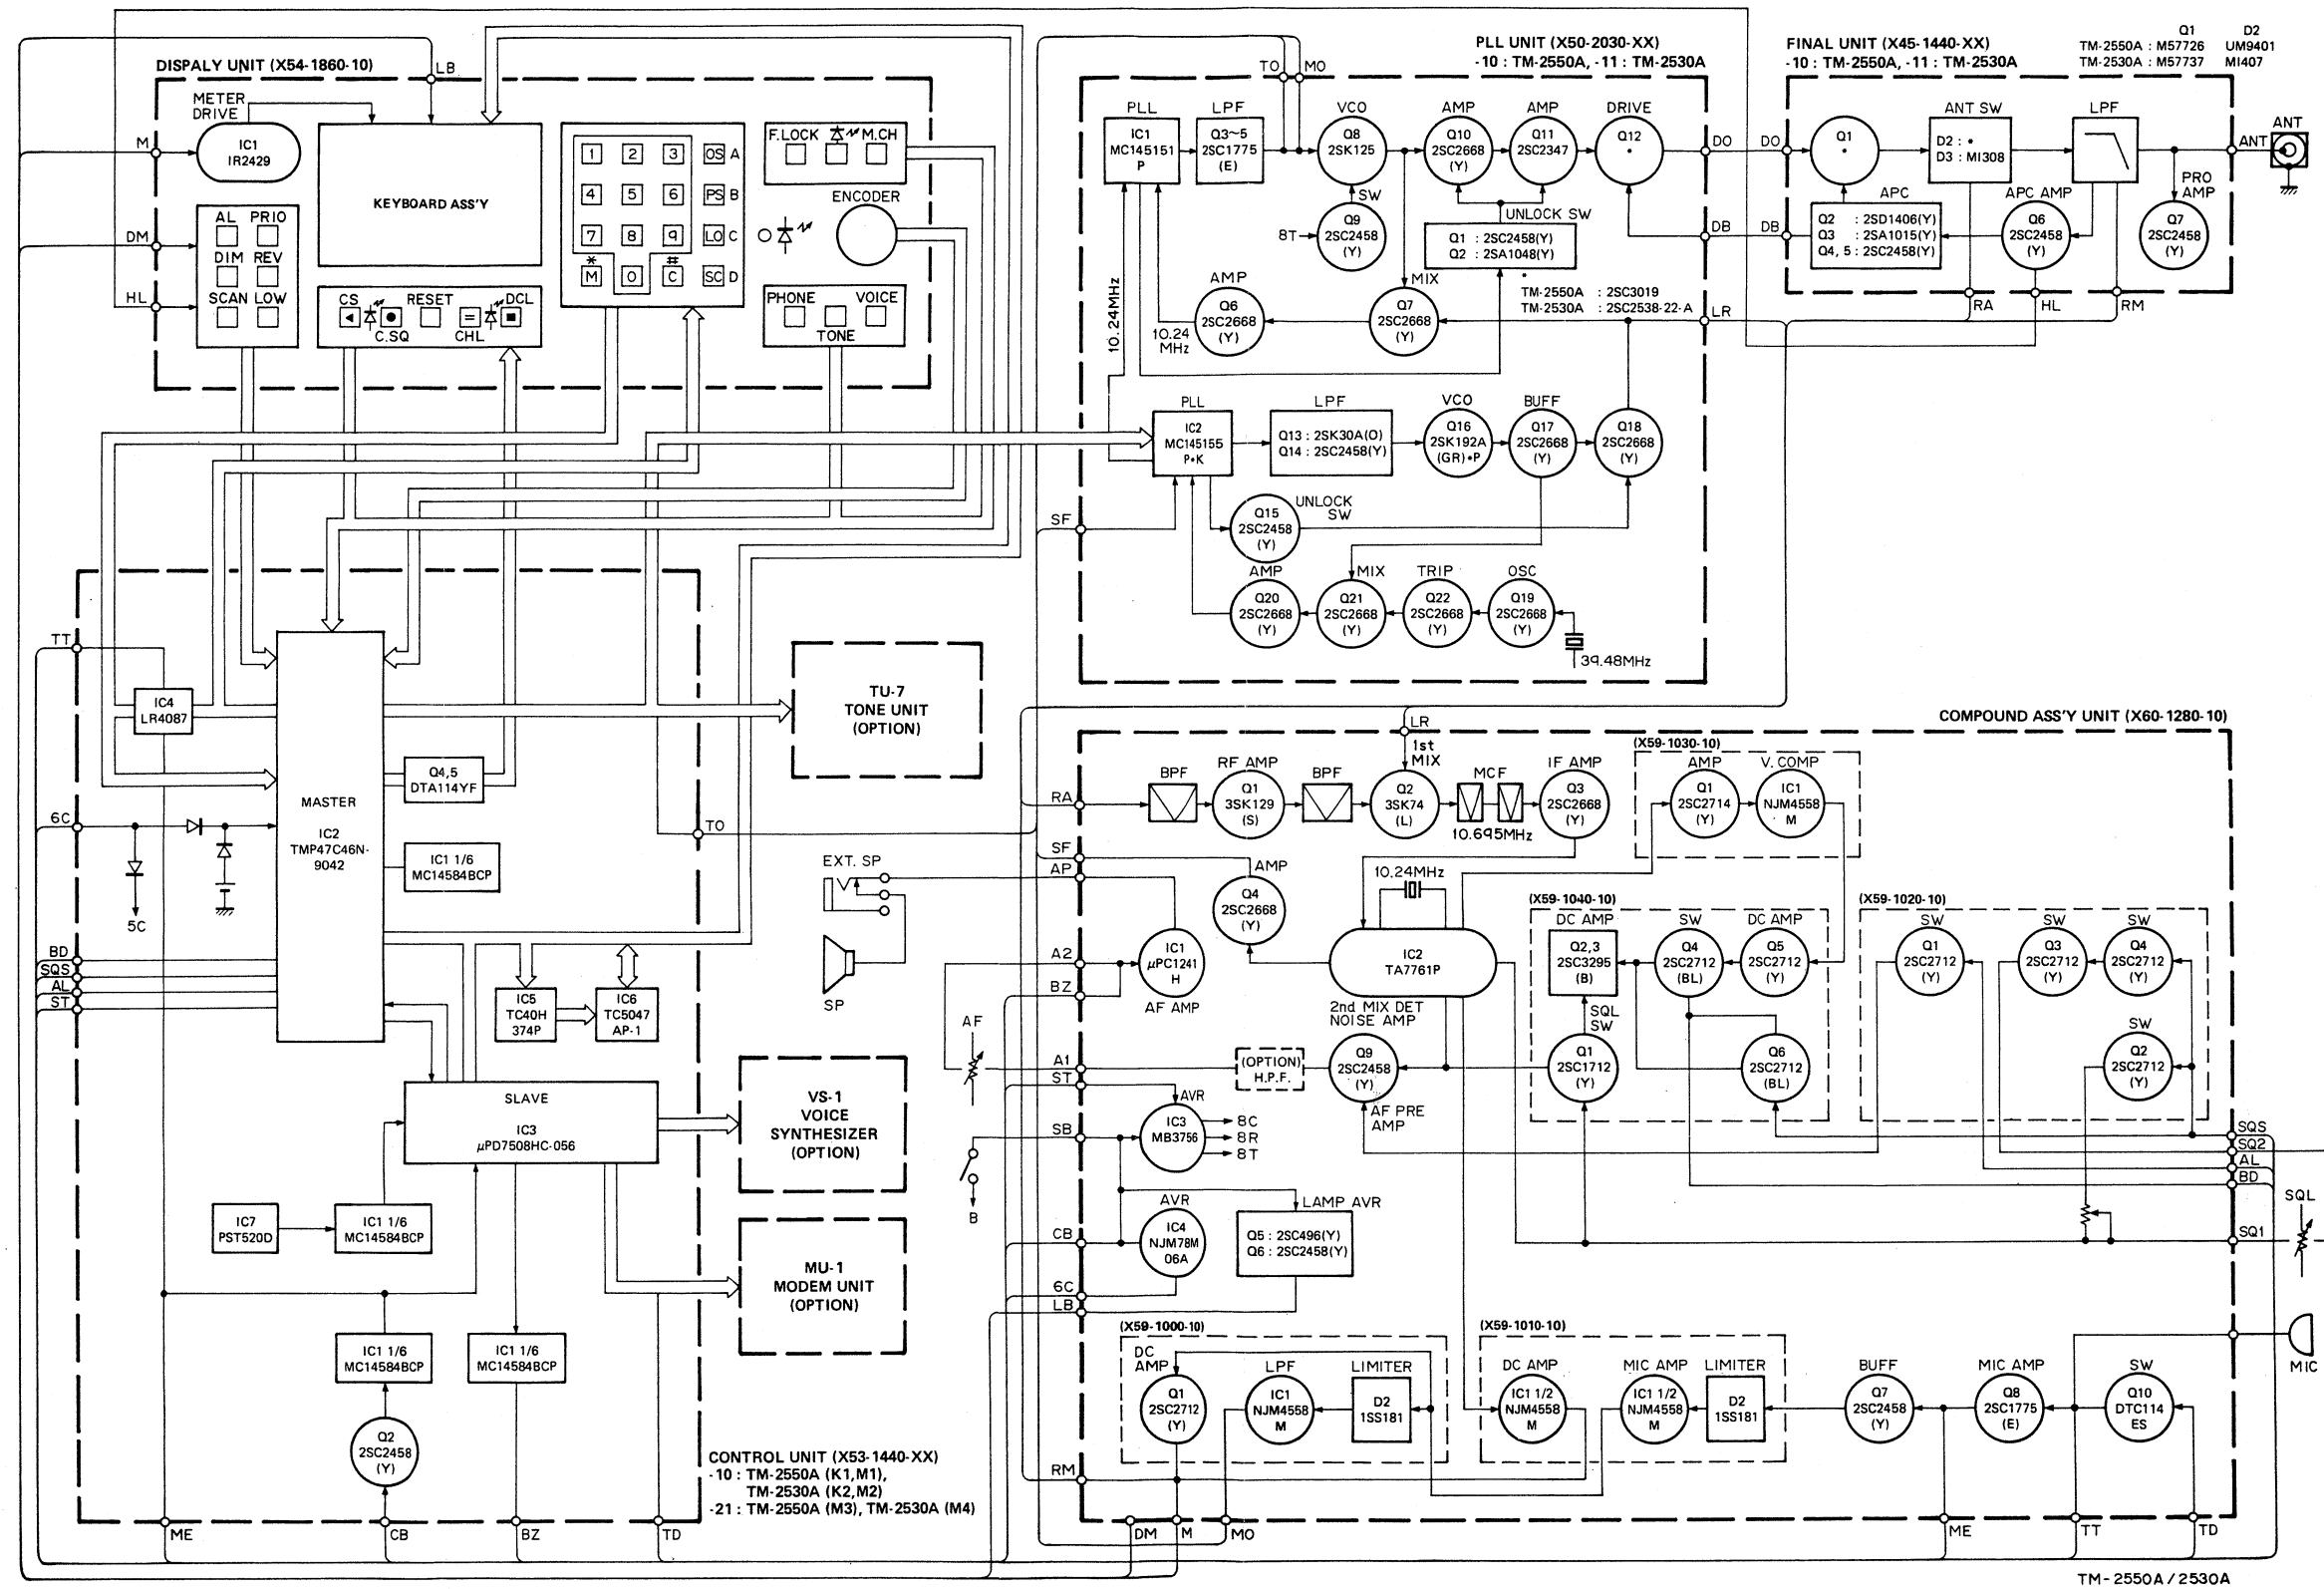 DISPALY UNIT (X54-1860-10)
LB
METER
DRIVE
IC1
IR2429
M
DM
HL
KEYBOARD ASS'Y
AL PRIO
DIM REV
SCAN LOW
CS RESET DCL
C.SQ CHL
1 2 3 OS A
4 5 6 PS B
7 8 9 LO C
* #
M 0 C SC D
F.LOCK M.CH
ENCODER
PHONE VOICE
TONE
PLL UNIT (X50-2030-XX)
-10 : TM-2550A, -11 : TM-2530A
TO MO
PLL
IC1
MC145151
P
LPF
Q3~5
2SC1775
(E)
VCO
Q8
2SK125
AMP
Q10
2SC2668
(Y)
AMP
Q11
2SC2347
DRIVE
Q12
•
DO
SW
Q9
2SC2458
(Y)
8T
UNLOCK SW
Q1 : 2SC2458(Y)
Q2 : 2SA1048(Y)
DB
•
TM-2550A : 2SC3019
TM-2530A : 2SC2538-22-A
AMP
Q6
2SC2668
(Y)
MIX
Q7
2SC2668
(Y)
LR
10.24MHz
10.24
MHz
PLL
IC2
MC145155
P•K
LPF
Q13 : 2SK30A(O)
Q14 : 2SC2458(Y)
VCO
Q16
2SK192A
(GR)•P
BUFF
Q17
2SC2668
(Y)
Q18
2SC2668
(Y)
SF
Q15
2SC2458
(Y)
UNLOCK
SW
AMP
Q20
2SC2668
(Y)
MIX
Q21
2SC2668
(Y)
TRIP
Q22
2SC2668
(Y)
OSC
Q19
2SC2668
(Y)
39.48MHz
FINAL UNIT (X45-1440-XX)
-10 : TM-2550A, -11 : TM-2530A
Q1 D2
TM-2550A : M57726 UM9401
TM-2530A : M57737 MI407
DO
Q1
•
ANT SW
D2 : •
D3 : MI308
LPF
ANT
ANT
DB
APC
Q2 : 2SD1406(Y)
Q3 : 2SA1015(Y)
Q4, 5 : 2SC2458(Y)
APC AMP
Q6
2SC2458
(Y)
PRO
AMP
Q7
2SC2458
(Y)
RA HL RM
TT
IC4
LR4087
MASTER
IC2
TMP47C46N-
9042
Q4,5
DTA114YF
6C
5C
IC1 1/6
MC14584BCP
TO
BD
SQS
AL
ST
IC5
TC40H
374P
IC6
TC5047
AP-1
SLAVE
IC3
μPD7508HC-056
IC7
PST520D
IC1 1/6
MC14584BCP
IC1 1/6
MC14584BCP
IC1 1/6
MC14584BCP
Q2
2SC2458
(Y)
ME CB BZ TD
CONTROL UNIT (X53-1440-XX)
-10 : TM-2550A (K1,M1),
TM-2530A (K2,M2)
-21 : TM-2550A (M3), TM-2530A (M4)
TU-7
TONE UNIT
(OPTION)
VS-1
VOICE
SYNTHESIZER
(OPTION)
MU-1
MODEM UNIT
(OPTION)
EXT. SP
SP
AF
B
COMPOUND ASS'Y UNIT (X60-1280-10)
LR
RA
BPF
RF AMP
Q1
3SK129
(S)
BPF
1st
MIX
Q2
3SK74
(L)
MCF
10.695MHz
IF AMP
Q3
2SC2668
(Y)
(X59-1030-10)
AMP
Q1
2SC2714
(Y)
V. COMP
IC1
NJM4558
M
SF
AP
AMP
Q4
2SC2668
(Y)
10.24MHz
A2
BZ
IC1
μPC1241
H
AF AMP
IC2
TA7761P
2nd MIX DET
NOISE AMP
(X59-1040-10)
DC AMP
Q2,3
2SC3295
(B)
SW
Q4
2SC2712
(BL)
DC AMP
Q5
2SC2712
(Y)
SQL
SW
Q1
2SC1712
(Y)
Q6
2SC2712
(BL)
(X59-1020-10)
SW
Q1
2SC2712
(Y)
SW
Q3
2SC2712
(Y)
SW
Q4
2SC2712
(Y)
SW
Q2
2SC2712
(Y)
A1
ST
(OPTION)
H.P.F.
Q9
2SC2458
(Y)
AF PRE
AMP
AVR
IC3
MB3756
8C
8R
8T
SB
AVR
IC4
NJM78M
06A
LAMP AVR
Q5 : 2SC496(Y)
Q6 : 2SC2458(Y)
CB
6C
LB
SQS
SQ2
AL
BD
SQL
SQ1
(X59-1000-10)
DC
AMP
Q1
2SC2712
(Y)
LPF
IC1
NJM4558
M
LIMITER
D2
1SS181
(X59-1010-10)
DC AMP
IC1 1/2
NJM4558
M
MIC AMP
IC1 1/2
NJM4558
M
LIMITER
D2
1SS181
BUFF
Q7
2SC2458
(Y)
MIC AMP
Q8
2SC1775
(E)
SW
Q10
DTC114
ES
MIC
RM
DM M MO ME TT TD
TM-2550A/2530A